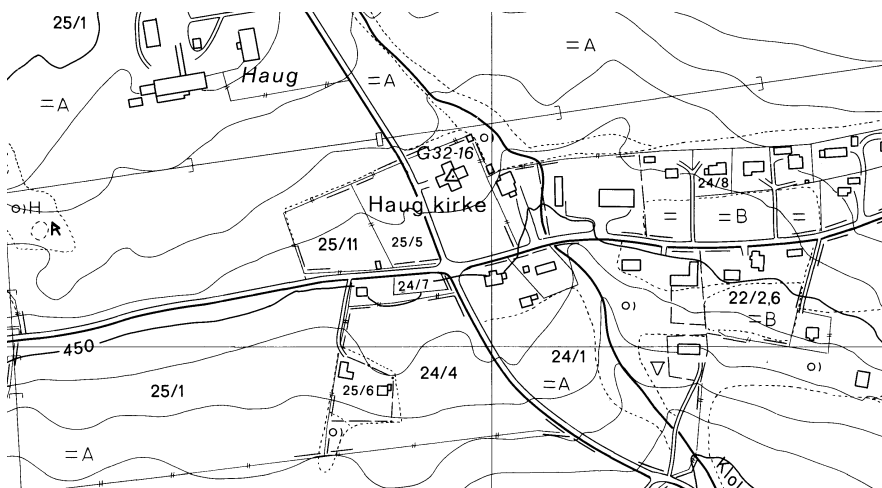 25/1
Haug
= A
= A
= A
G32-16
24/8
o)H
R
Haug kirke
= B
25/11
25/5
24/7
22/2,6
= B
450
24/1
24/4
25/1
25/6
= A
= A
Kol